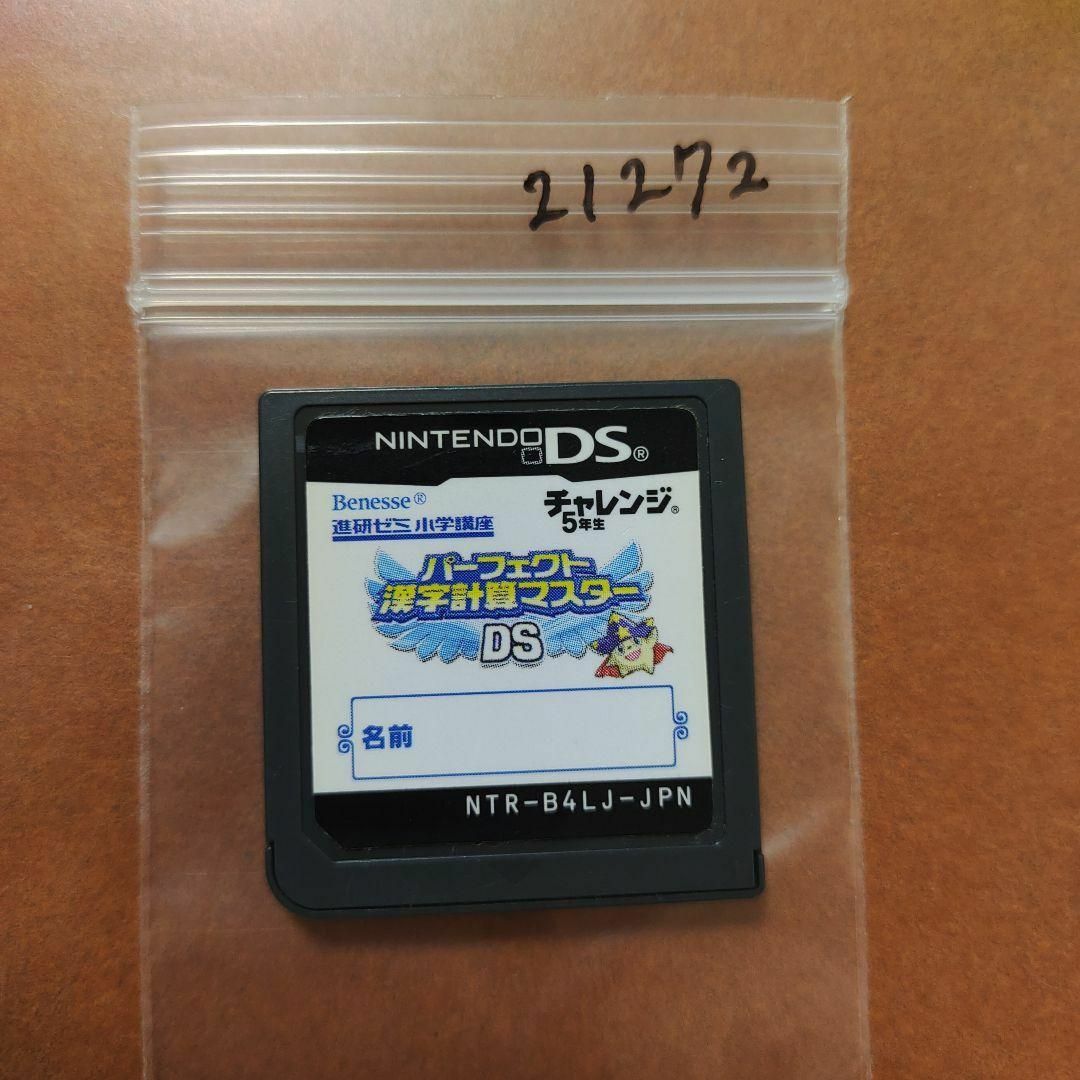 21272
NINTENDO DS®
Benesse®
進研ゼミ 小学講座
チャレンジ®
5年生
パーフェクト
漢字計算マスター
DS
名前
NTR-B4LJ-JPN